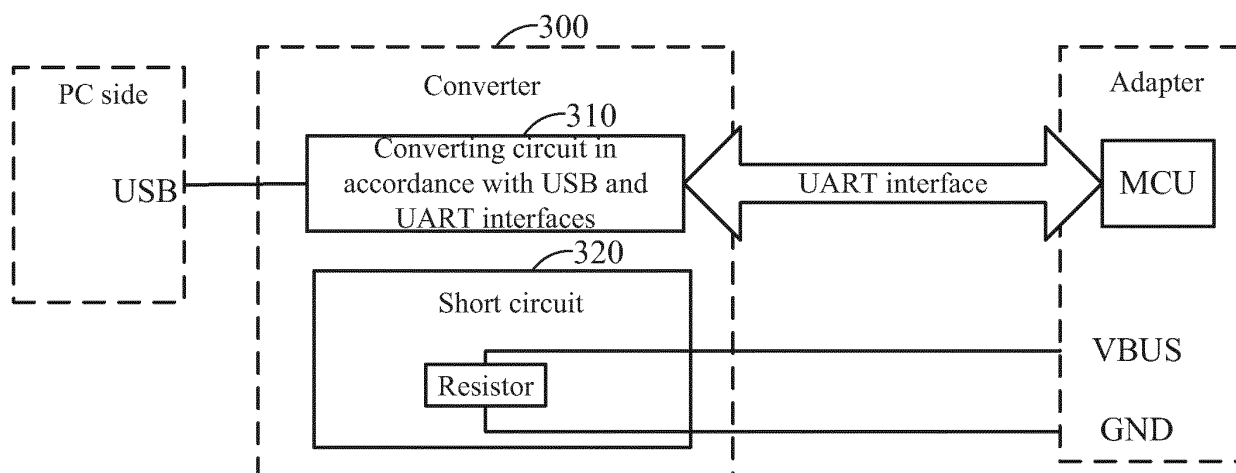 300
PC side
Converter
Adapter
310
Converting circuit in
accordance with USB and
UART interfaces
USB
UART interface
MCU
320
Short circuit
Resistor
VBUS
GND